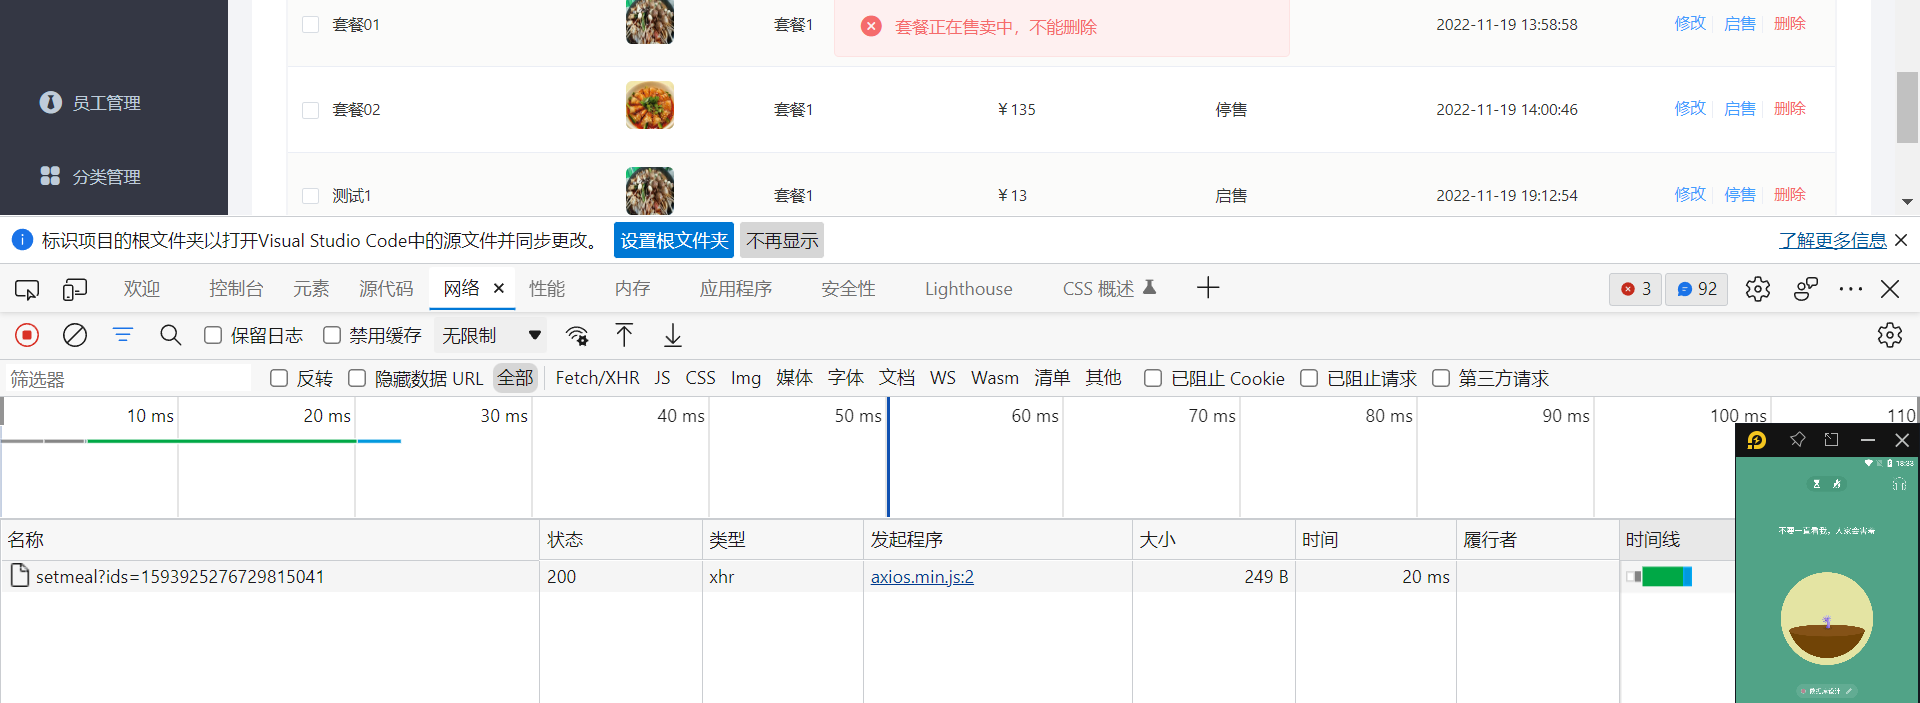 套餐01 套餐1 套餐正在售卖中，不能删除 2022-11-19 13:58:58 修改 启售 删除
员工管理
套餐02 套餐1 ￥135 停售 2022-11-19 14:00:46 修改 启售 删除
分类管理
测试1 套餐1 ￥13 启售 2022-11-19 19:12:54 修改 停售 删除
标识项目的根文件夹以打开Visual Studio Code中的源文件并同步更改。 设置根文件夹 不再显示 了解更多信息
欢迎 控制台 元素 源代码 网络 性能 内存 应用程序 安全性 Lighthouse CSS 概述 3 92
保留日志 禁用缓存 无限制
筛选器 反转 隐藏数据 URL 全部 Fetch/XHR JS CSS Img 媒体 字体 文档 WS Wasm 清单 其他 已阻止 Cookie 已阻止请求 第三方请求
10 ms 20 ms 30 ms 40 ms 50 ms 60 ms 70 ms 80 ms 90 ms 100 ms 110
18:33
不要一直看我，人家会害羞
名称 状态 类型 发起程序 大小 时间 履行者 时间线
setmeal?ids=1593925276729815041 200 xhr axios.min.js:2 249 B 20 ms